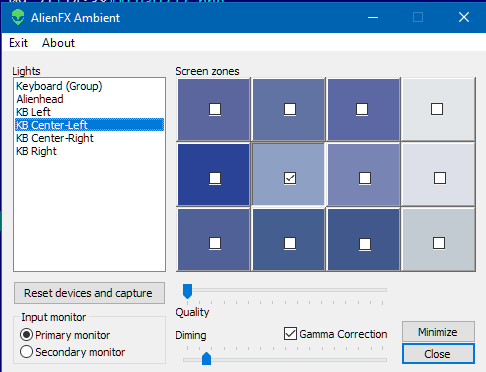 AlienFX Ambient
Exit About
Lights
Screen zones
Keyboard (Group)
Alienhead
KB Left
KB Center-Left
KB Center-Right
KB Right
Reset devices and capture
Quality
Input monitor
Primary monitor
Secondary monitor
Diming
Gamma Correction
Minimize
Close